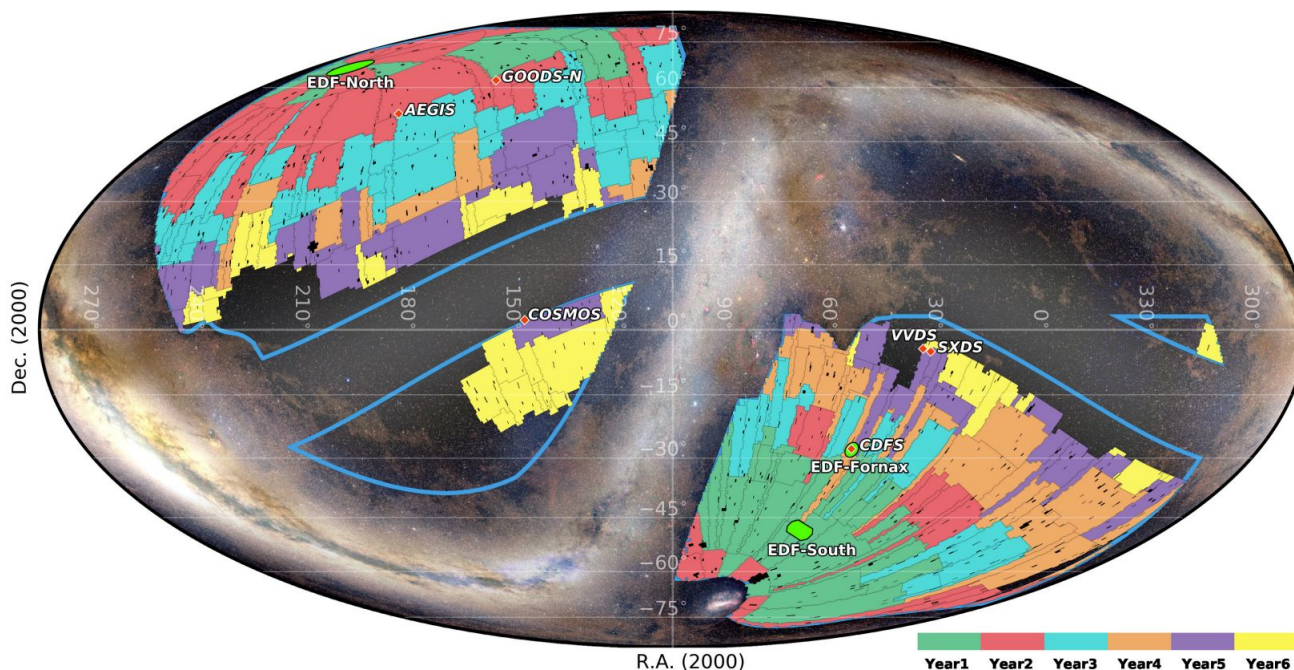 75°
EDF-North
GOODS-N
60°
AEGIS
45°
30°
15°
270
210
180
150
COSMOS
0°
90
60
30
0
330
300
VVDS
SXDS
−15°
CDFS
−30°
EDF-Fornax
−45°
EDF-South
−60°
−75°
Dec. (2000)
R.A. (2000)
Year1 Year2 Year3 Year4 Year5 Year6